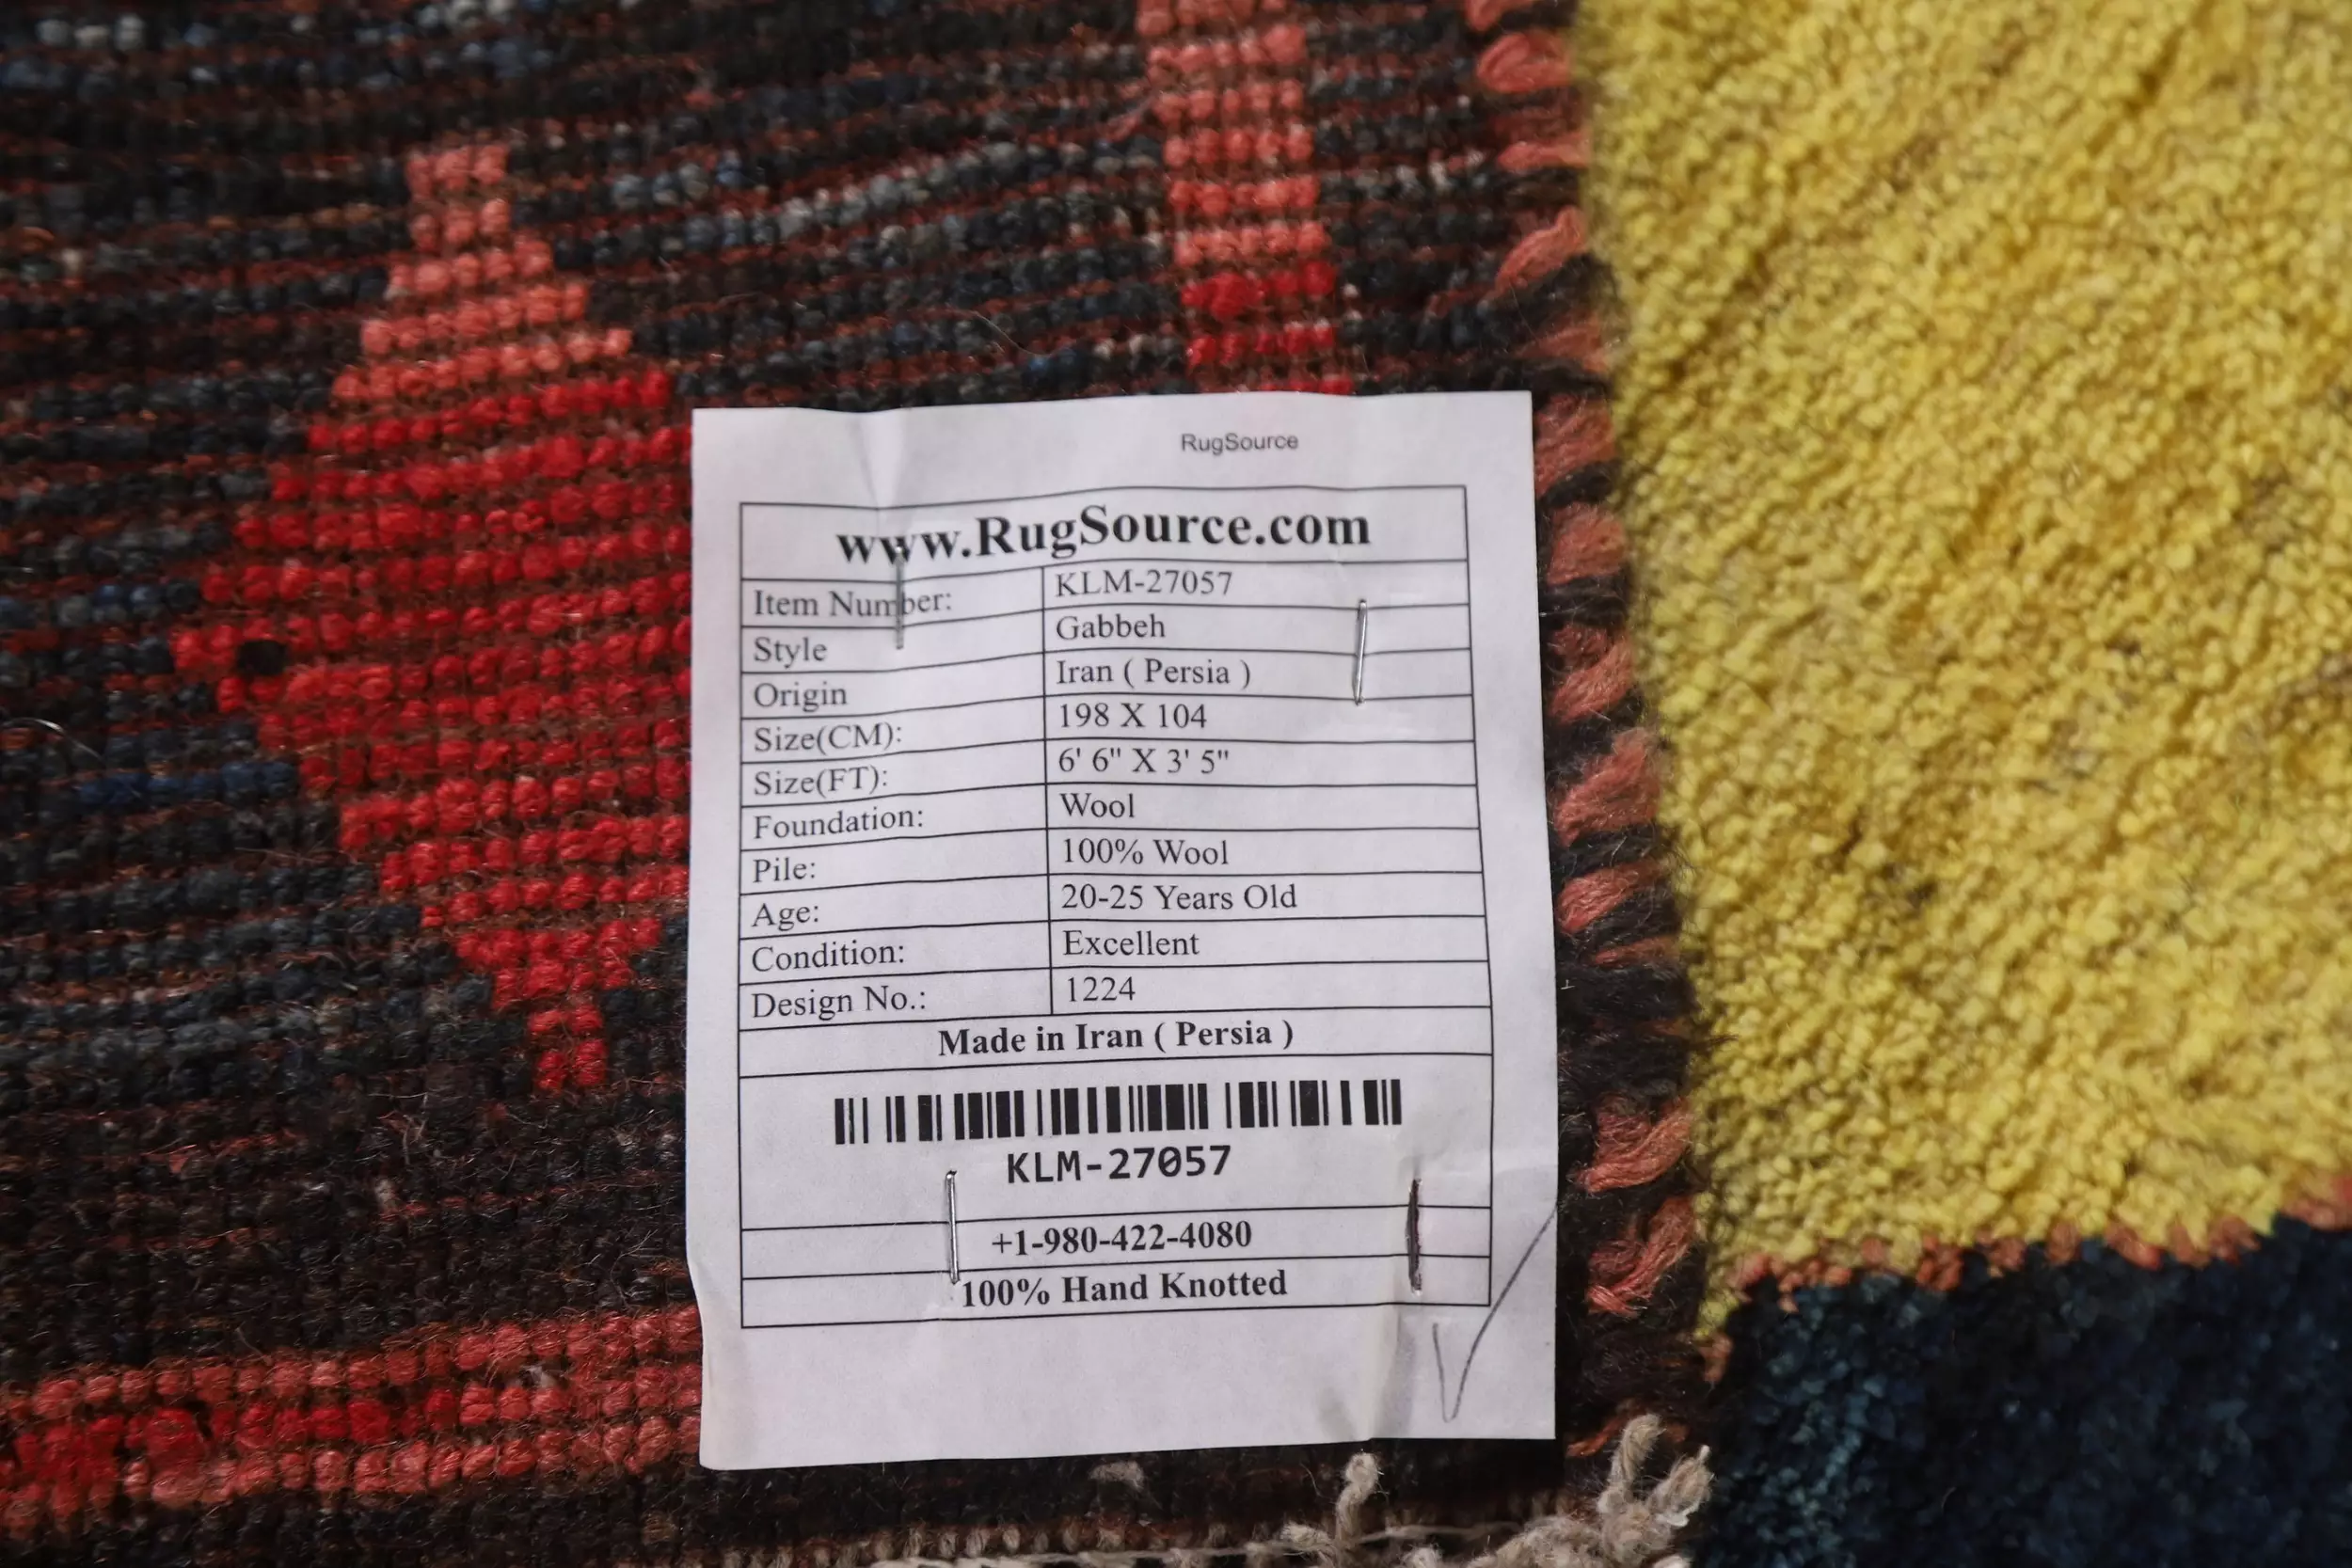 RugSource
www.RugSource.com
Item Number: KLM-27057
Style Gabbeh
Origin Iran ( Persia )
Size(CM): 198 X 104
Size(FT): 6' 6" X 3' 5"
Foundation: Wool
Pile: 100% Wool
Age: 20-25 Years Old
Condition: Excellent
Design No.: 1224
Made in Iran ( Persia )
KLM-27057
+1-980-422-4080
100% Hand Knotted